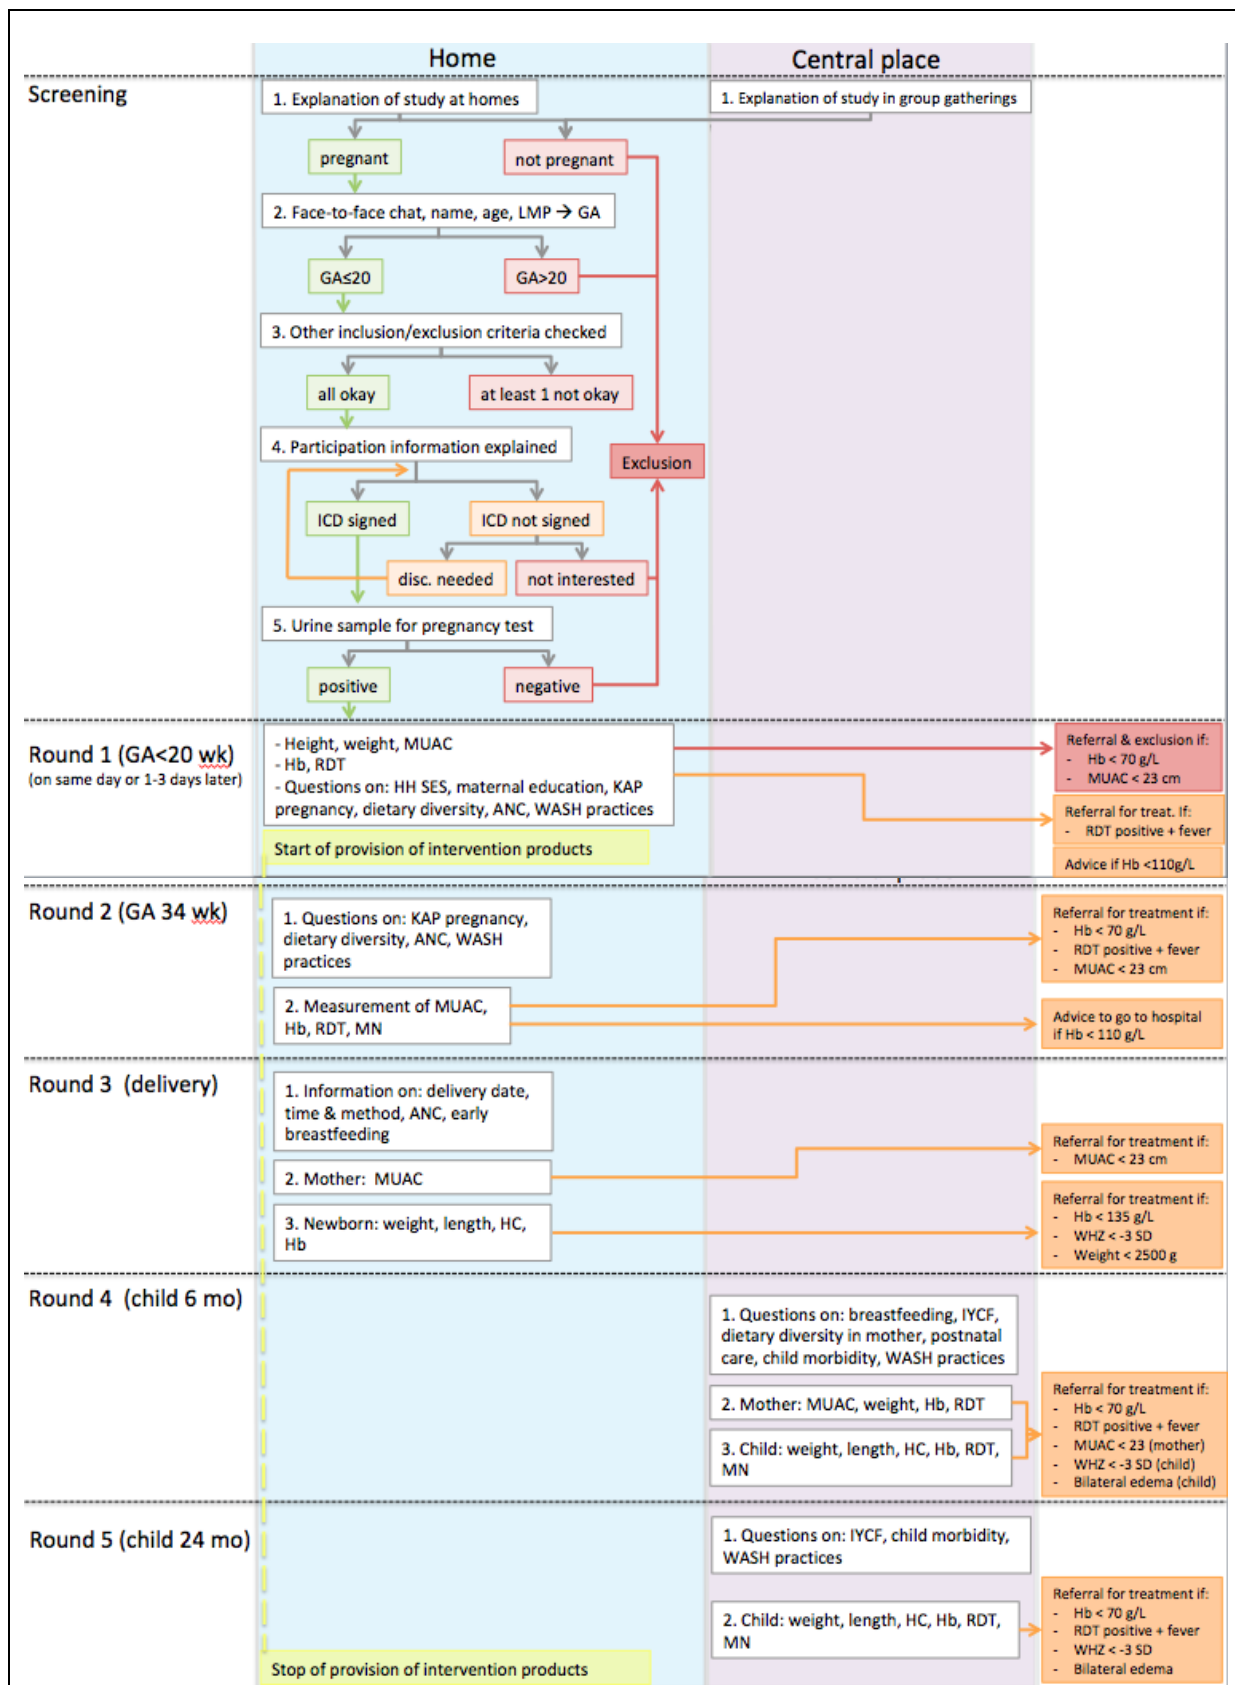 Home
Central place
Screening
1. Explanation of study at homes
1. Explanation of study in group gatherings
pregnant
not pregnant
2. Face-to-face chat, name, age, LMP → GA
GA≤20
GA>20
3. Other inclusion/exclusion criteria checked
all okay
at least 1 not okay
4. Participation information explained
Exclusion
ICD signed
ICD not signed
disc. needed
not interested
5. Urine sample for pregnancy test
positive
negative
Round 1 (GA<20 wk)
(on same day or 1-3 days later)
- Height, weight, MUAC
- Hb, RDT
- Questions on: HH SES, maternal education, KAP
pregnancy, dietary diversity, ANC, WASH practices
Start of provision of intervention products
Referral & exclusion if:
- Hb < 70 g/L
- MUAC < 23 cm
Referral for treat. If:
- RDT positive + fever
Advice if Hb <110g/L
Round 2 (GA 34 wk)
1. Questions on: KAP pregnancy,
dietary diversity, ANC, WASH
practices
2. Measurement of MUAC,
Hb, RDT, MN
Referral for treatment if:
- Hb < 70 g/L
- RDT positive + fever
- MUAC < 23 cm
Advice to go to hospital
if Hb < 110 g/L
Round 3 (delivery)
1. Information on: delivery date,
time & method, ANC, early
breastfeeding
2. Mother: MUAC
3. Newborn: weight, length, HC,
Hb
Referral for treatment if:
- MUAC < 23 cm
Referral for treatment if:
- Hb < 135 g/L
- WHZ < -3 SD
- Weight < 2500 g
Round 4 (child 6 mo)
1. Questions on: breastfeeding, IYCF,
dietary diversity in mother, postnatal
care, child morbidity, WASH practices
2. Mother: MUAC, weight, Hb, RDT
3. Child: weight, length, HC, Hb, RDT,
MN
Referral for treatment if:
- Hb < 70 g/L
- RDT positive + fever
- MUAC < 23 (mother)
- WHZ < -3 SD (child)
- Bilateral edema (child)
Round 5 (child 24 mo)
1. Questions on: IYCF, child morbidity,
WASH practices
2. Child: weight, length, HC, Hb, RDT,
MN
Referral for treatment if:
- Hb < 70 g/L
- RDT positive + fever
- WHZ < -3 SD
- Bilateral edema
Stop of provision of intervention products